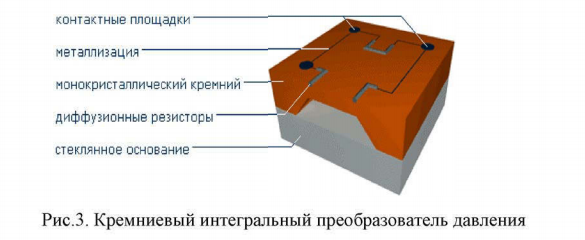 контактные площадки
металлизация
монокристаллический кремний
диффузионные резисторы
стеклянное основание
Рис.3. Кремниевый интегральный преобразователь давления